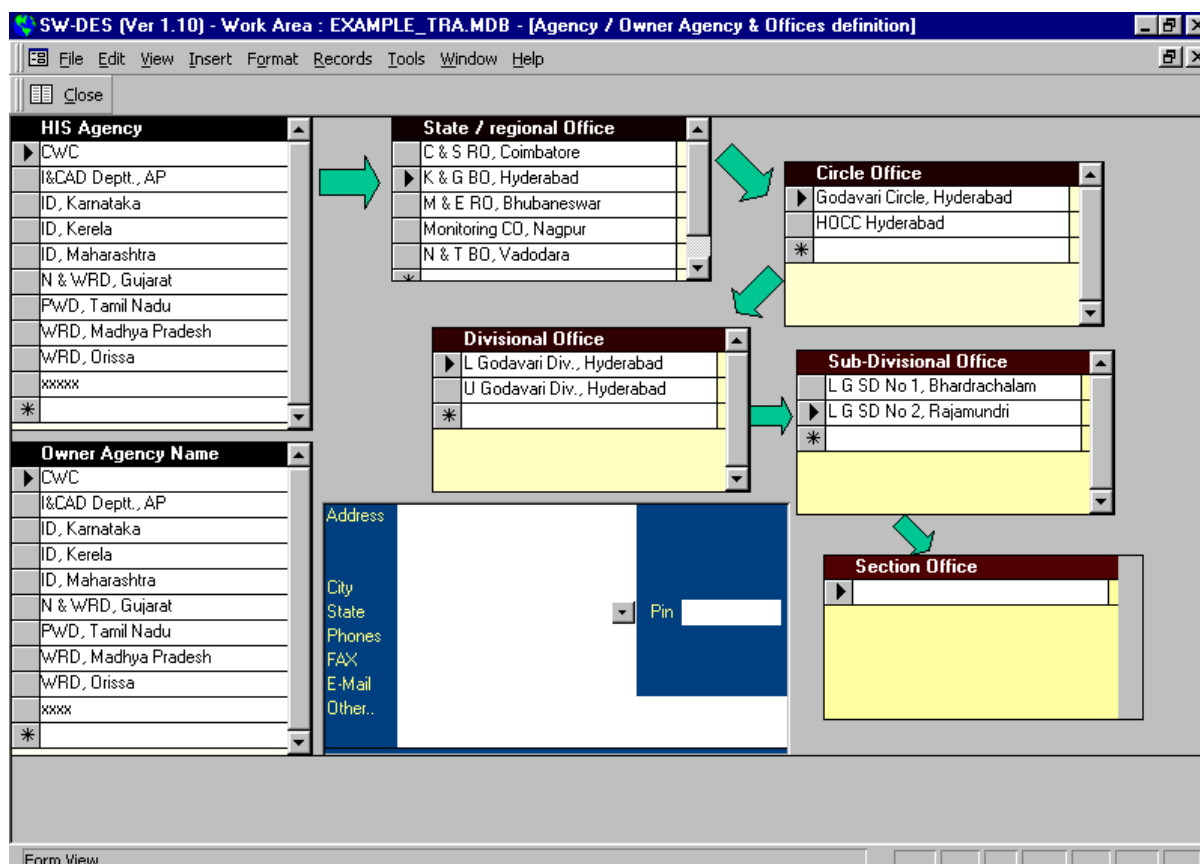 SW-DES (Ver 1.10) - Work Area : EXAMPLE_TRA.MDB - [Agency / Owner Agency & Offices definition]
File Edit View Insert Format Records Tools Window Help
Close
HIS Agency
CWC
I&CAD Deptt., AP
ID, Karnataka
ID, Kerela
ID, Maharashtra
N & WRD, Gujarat
PWD, Tamil Nadu
WRD, Madhya Pradesh
WRD, Orissa
xxxxx
State / regional Office
C & S RO, Coimbatore
K & G BO, Hyderabad
M & E RO, Bhubaneswar
Monitoring CO, Nagpur
N & T BO, Vadodara
Circle Office
Godavari Circle, Hyderabad
HOCC Hyderabad
Divisional Office
L Godavari Div., Hyderabad
U Godavari Div., Hyderabad
Sub-Divisional Office
L G SD No 1, Bhardrachalam
L G SD No 2, Rajamundri
Owner Agency Name
CWC
I&CAD Deptt., AP
ID, Karnataka
ID, Kerela
ID, Maharashtra
N & WRD, Gujarat
PWD, Tamil Nadu
WRD, Madhya Pradesh
WRD, Orissa
xxxx
Address
City
State Pin
Phones
FAX
E-Mail
Other..
Section Office
Form View